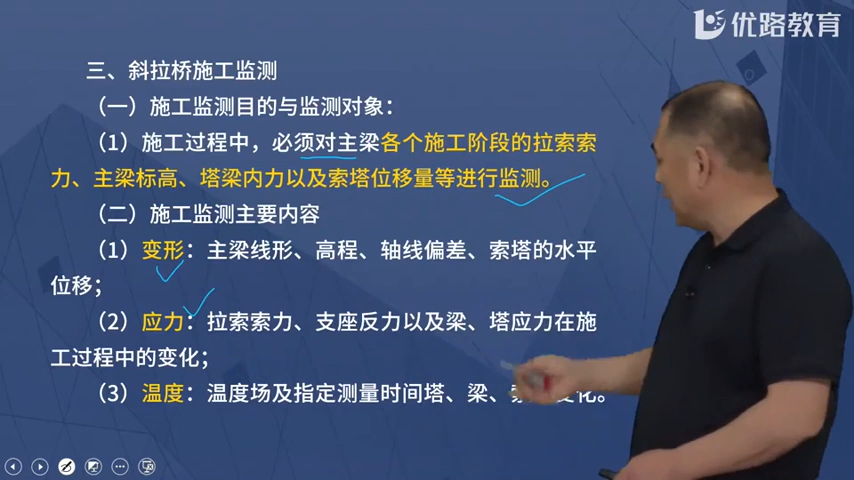 优路教育
三、斜拉桥施工监测
（一）施工监测目的与监测对象：
（1）施工过程中，必须对主梁各个施工阶段的拉索索
力、主梁标高、塔梁内力以及索塔位移量等进行监测。
（二）施工监测主要内容
（1）变形：主梁线形、高程、轴线偏差、索塔的水平
位移；
（2）应力：拉索索力、支座反力以及梁、塔应力在施
工过程中的变化；
（3）温度：温度场及指定测量时间塔、梁、变化。